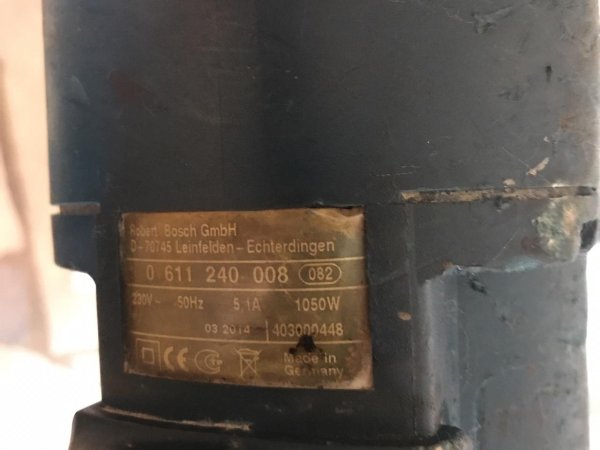 Robert Bosch GmbH
D-70745 Leinfelden-Echterdingen
0 611 240 008 082
230V~ 50Hz 5,1A 1050W
03 2014 403000448
CE Made in
Germany